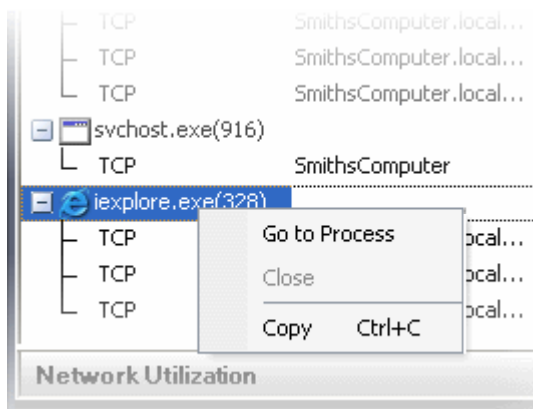 TCP SmithsComputer.local...
TCP SmithsComputer.local...
TCP SmithsComputer.local...
svchost.exe(916)
TCP SmithsComputer
iexplore.exe(328)
TCP Go to Process ocal...
TCP Close ocal...
TCP ocal...
Copy Ctrl+C
Network Utilization